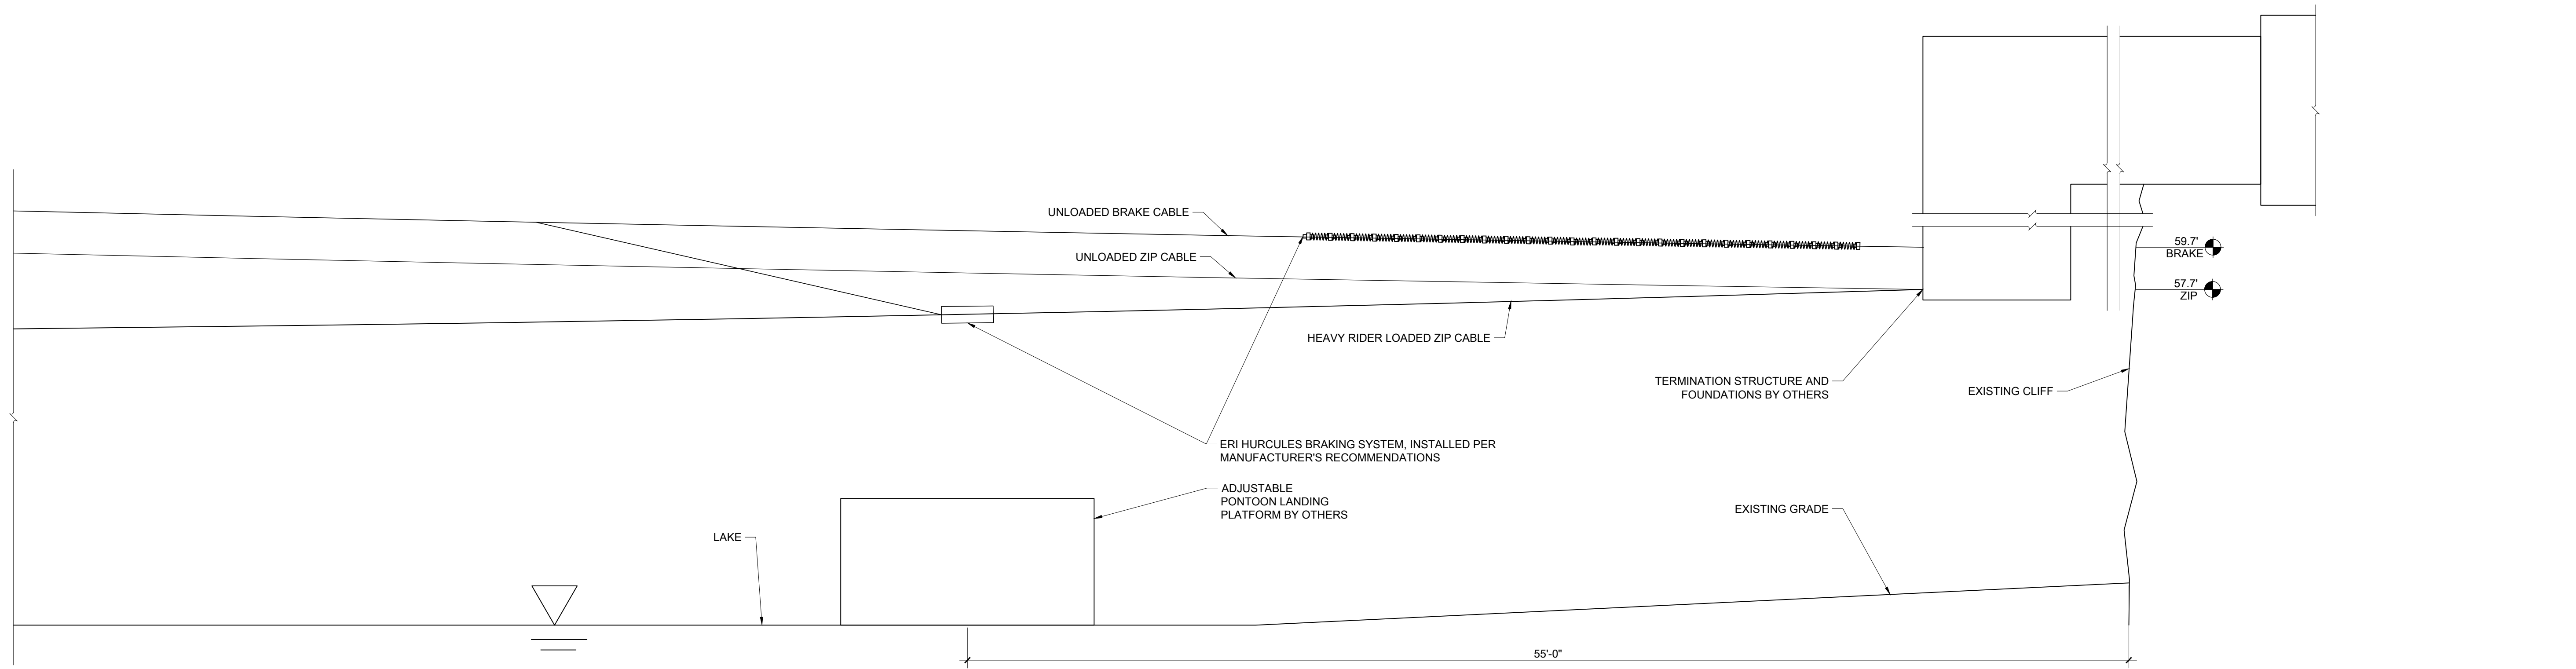 UNLOADED BRAKE CABLE
UNLOADED ZIP CABLE
59.7'
BRAKE
57.7'
ZIP
HEAVY RIDER LOADED ZIP CABLE
TERMINATION STRUCTURE AND
FOUNDATIONS BY OTHERS
EXISTING CLIFF
ERI HURCULES BRAKING SYSTEM, INSTALLED PER
MANUFACTURER'S RECOMMENDATIONS
ADJUSTABLE
PONTOON LANDING
PLATFORM BY OTHERS
EXISTING GRADE
LAKE
55'-0"